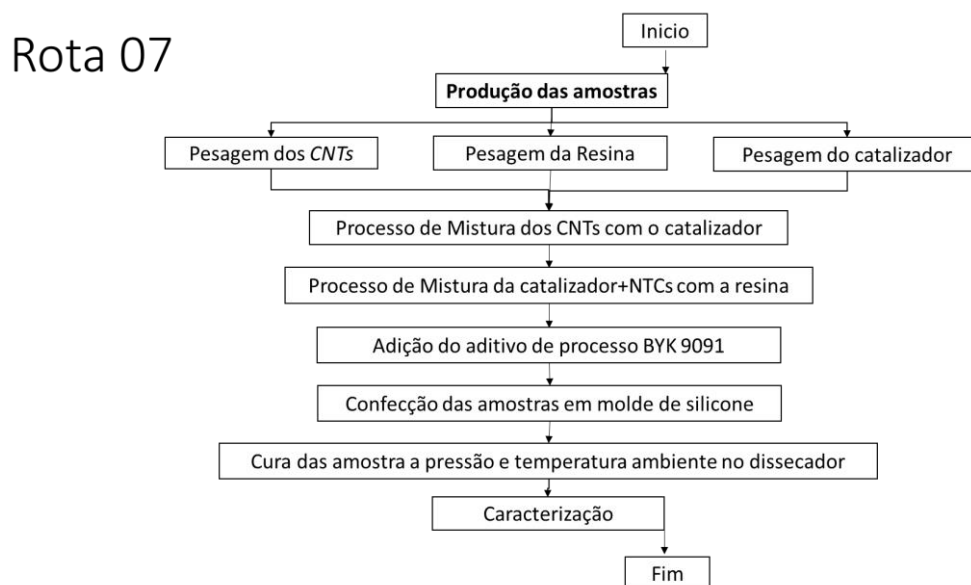 Rota 07
Inicio
Produção das amostras
Pesagem dos CNTs
Pesagem da Resina
Pesagem do catalizador
Processo de Mistura dos CNTs com o catalizador
Processo de Mistura da catalizador+NTCs com a resina
Adição do aditivo de processo BYK 9091
Confecção das amostras em molde de silicone
Cura das amostra a pressão e temperatura ambiente no dissecador
Caracterização
Fim